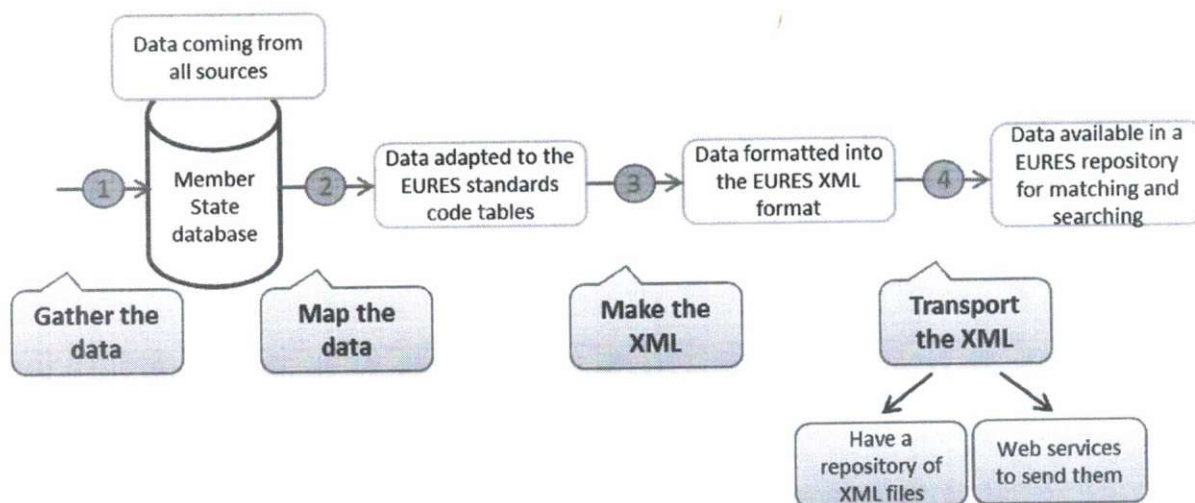 Data coming from
all sources
1
Member
State
database
2
Data adapted to the
EURES standards
code tables
3
Data formatted into
the EURES XML
format
4
Data available in a
EURES repository
for matching and
searching
Gather the
data
Map the
data
Make the
XML
Transport
the XML
Have a
repository of
XML files
Web services
to send them